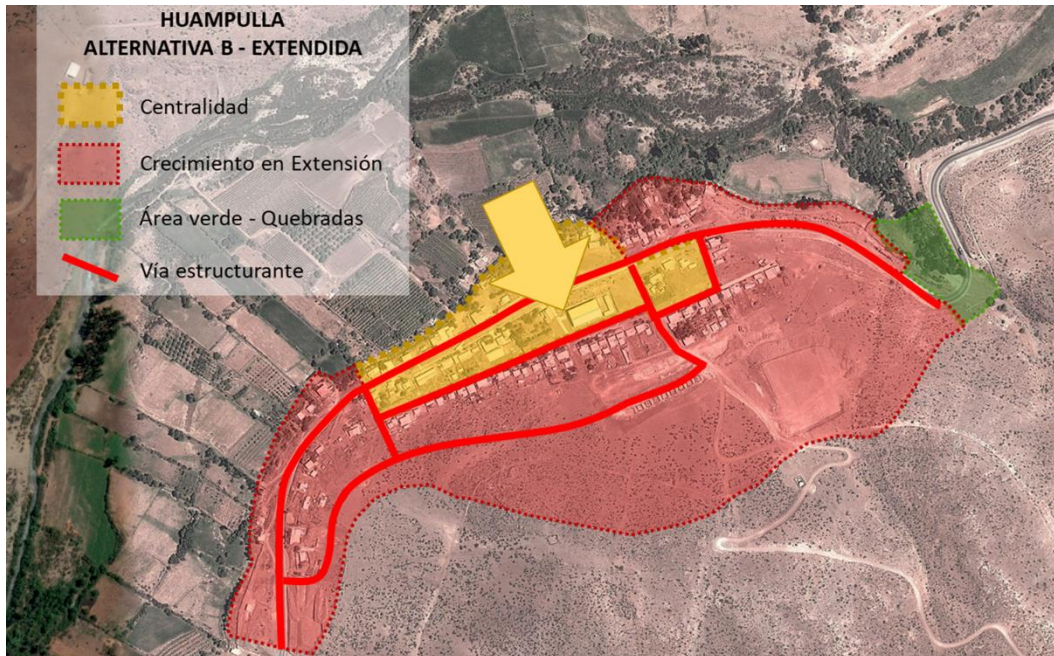 HUAMPULLA
ALTERNATIVA B - EXTENDIDA
Centralidad
Crecimiento en Extensión
Área verde - Quebradas
Vía estructurante